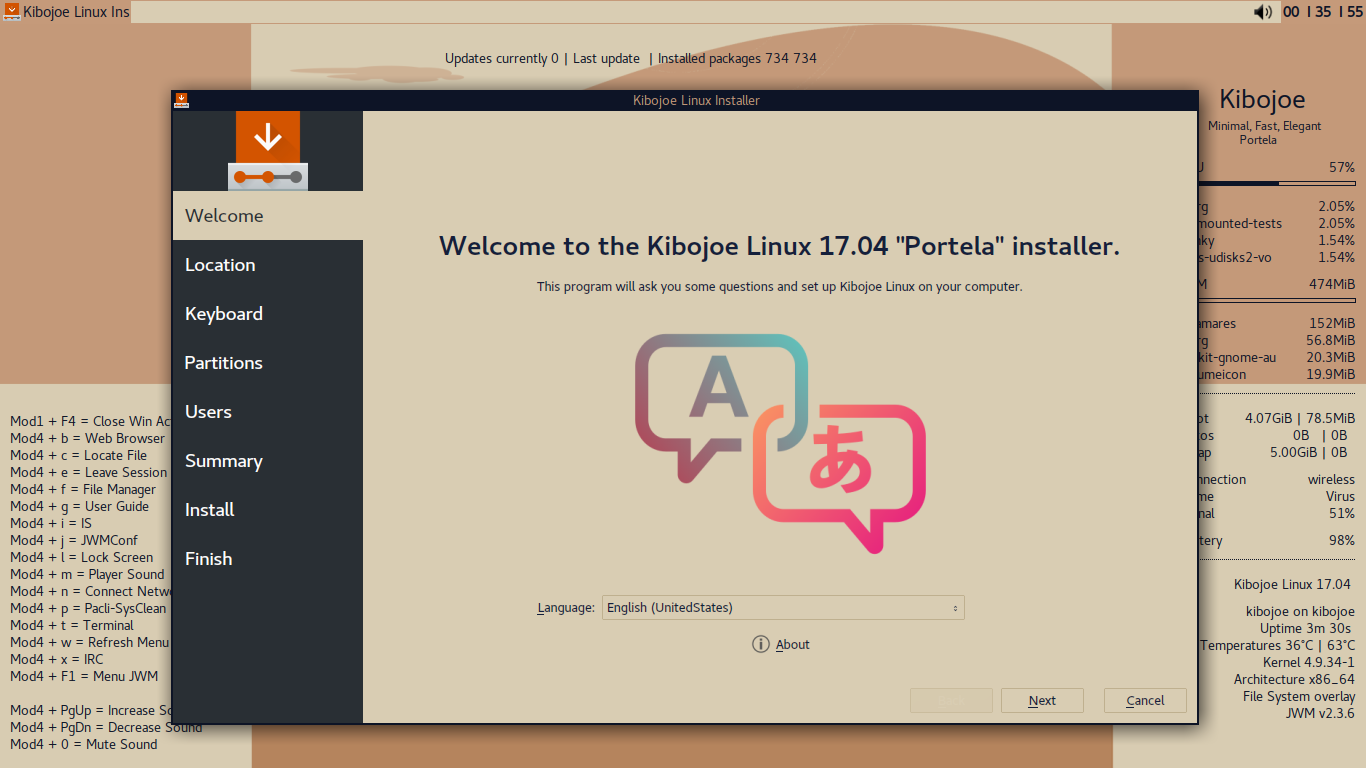 Kibojoe Linux Ins
00 I 35 I 55
Updates currently 0 | Last update | Installed packages 734 734
Kibojoe Linux Installer
Welcome
Location
Keyboard
Partitions
Users
Summary
Install
Finish
Welcome to the Kibojoe Linux 17.04 "Portela" installer.
This program will ask you some questions and set up Kibojoe Linux on your computer.
A
あ
Language: English (UnitedStates)
About
Next
Cancel
Mod1 + F4 = Close Win Ac
Mod4 + b = Web Browser
Mod4 + c = Locate File
Mod4 + e = Leave Session
Mod4 + f = File Manager
Mod4 + g = User Guide
Mod4 + i = IS
Mod4 + j = JWMConf
Mod4 + l = Lock Screen
Mod4 + m = Player Sound
Mod4 + n = Connect Netw
Mod4 + p = Pacli-SysClean
Mod4 + t = Terminal
Mod4 + w = Refresh Menu
Mod4 + x = IRC
Mod4 + F1 = Menu JWM
Mod4 + PgUp = Increase So
Mod4 + PgDn = Decrease Sound
Mod4 + 0 = Mute Sound
Kibojoe
Minimal, Fast, Elegant
Portela
U 57%
rg 2.05%
mounted-tests 2.05%
ky 1.54%
s-udisks2-vo 1.54%
M 474MiB
amares 152MiB
rg 56.8MiB
kit-gnome-au 20.3MiB
umeicon 19.9MiB
ot 4.07GiB | 78.5MiB
os 0B | 0B
ap 5.00GiB | 0B
nnection wireless
me Virus
nal 51%
tery 98%
Kibojoe Linux 17.04
kibojoe on kibojoe
Uptime 3m 30s
Temperatures 36°C | 63°C
Kernel 4.9.34-1
Architecture x86_64
File System overlay
JWM v2.3.6